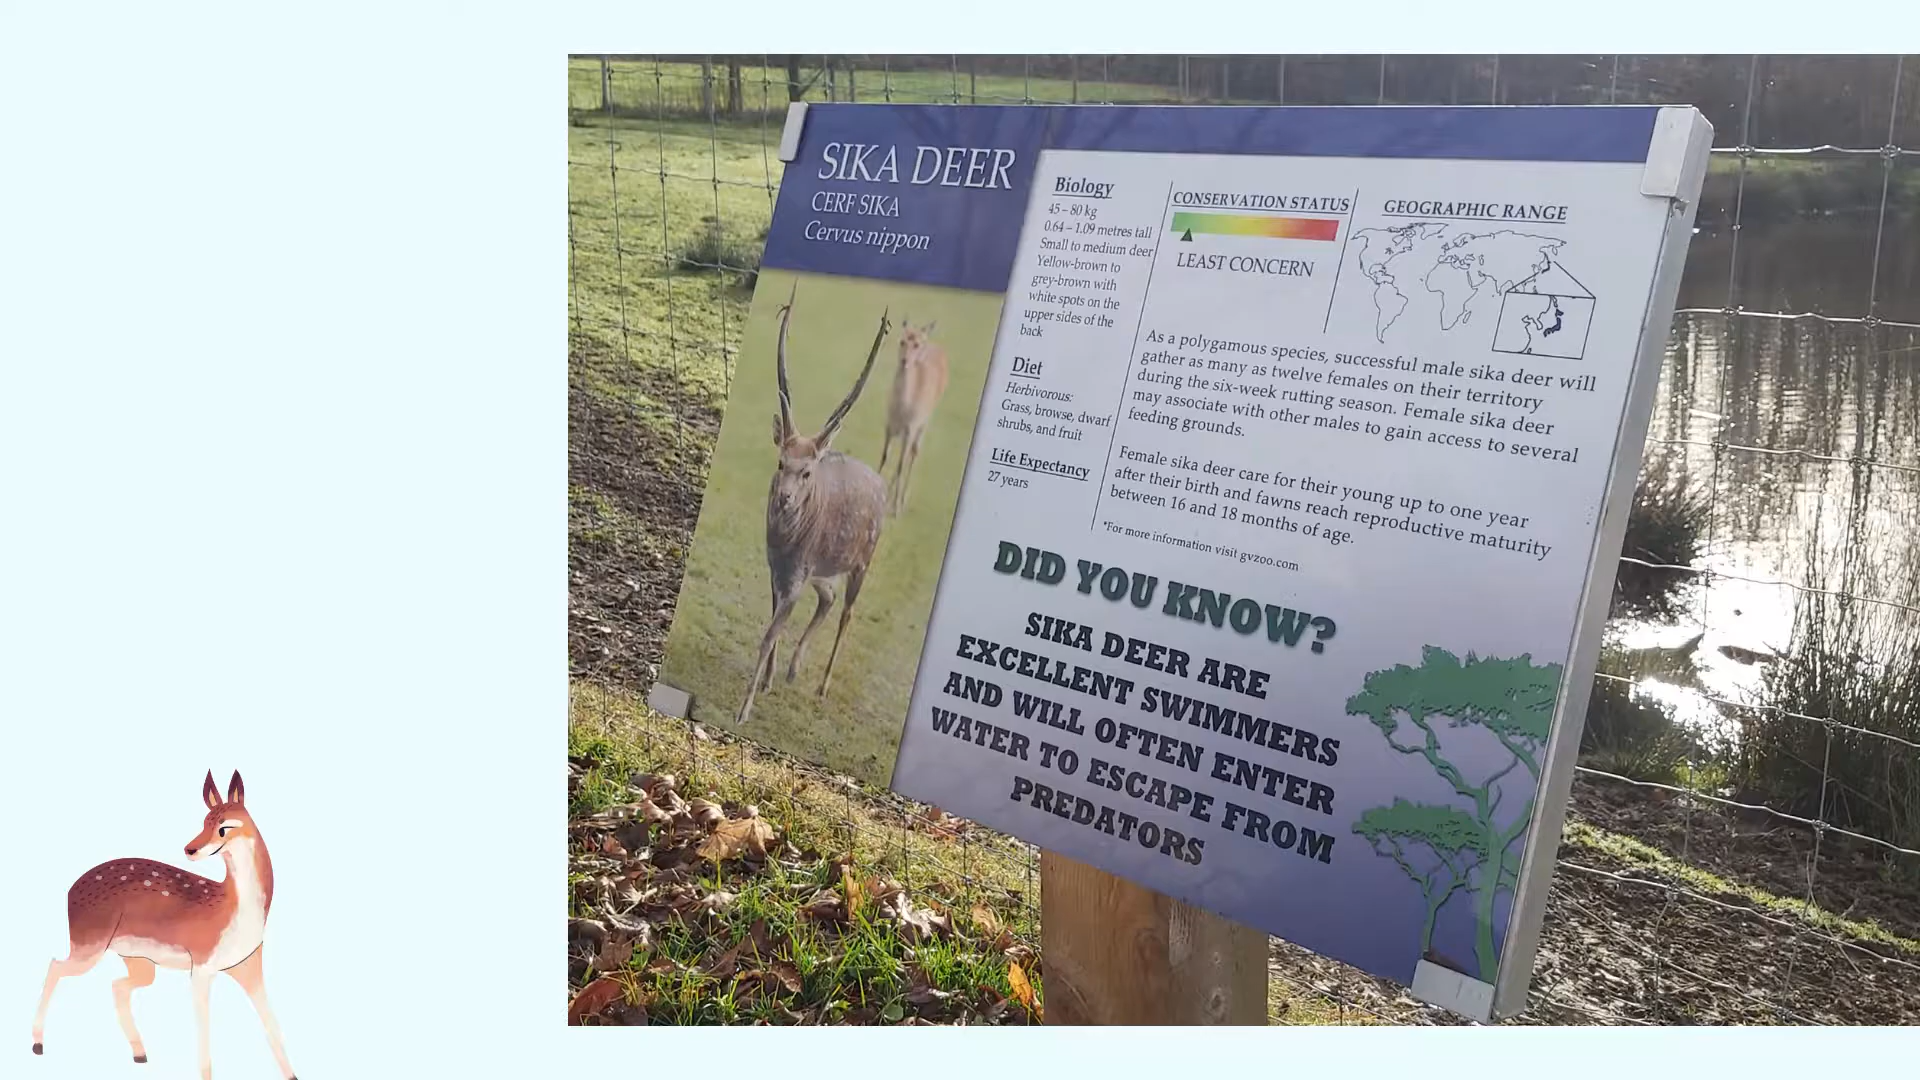 SIKA DEER
CERF SIKA
Cervus nippon
Biology
45 – 80 kg
0.64 – 1.09 metres tall
Small to medium deer
Yellow-brown to
grey-brown with
white spots on the
upper sides of the
back
Diet
Herbivorous:
Grass, browse, dwarf
shrubs, and fruit
Life Expectancy
27 years
CONSERVATION STATUS
LEAST CONCERN
GEOGRAPHIC RANGE
As a polygamous species, successful male sika deer will
gather as many as twelve females on their territory
during the six-week rutting season. Female sika deer
may associate with other males to gain access to several
feeding grounds.
Female sika deer care for their young up to one year
after their birth and fawns reach reproductive maturity
between 16 and 18 months of age.
*For more information visit gvzoo.com
DID YOU KNOW?
SIKA DEER ARE
EXCELLENT SWIMMERS
AND WILL OFTEN ENTER
WATER TO ESCAPE FROM
PREDATORS